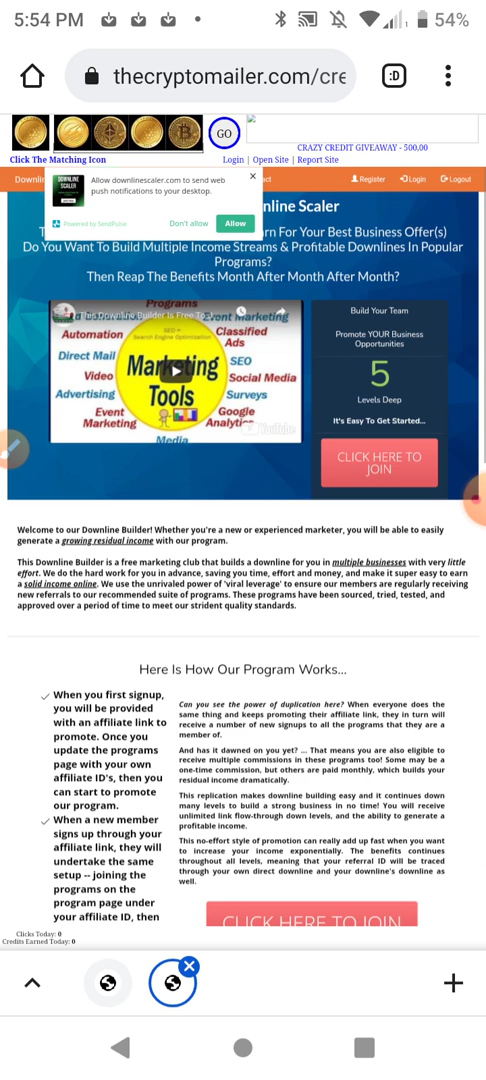 5:54 PM
54%
thecryptomailer.com/cre
:D
GO
CRAZY CREDIT GIVEAWAY - 500,00
Click The Matching Icon
Login | Open Site | Report Site
Downlin
Register
Login
Logout
DOWNLINE
SCALER
Allow downlinescaler.com to send web
push notifications to your desktop.
Powered by SendPulse
Don't allow
Allow
nline Scaler
rn For Your Best Business Offer(s)
Do You Want To Build Multiple Income Streams & Profitable Downlines In Popular
Programs?
Then Reap The Benefits Month After Month After Month?
This Downline Builder Is Free To
Programs
Event Marketing
SEO =
Search Engine Optimization
Automation
Classified
Ads
Direct Mail
Marketing
Tools
SEO
Video
Social Media
Advertising
Surveys
Event
Marketing
Google
Analytics
YouTube
Media
Build Your Team
Promote YOUR Business
Opportunities
5
Levels Deep
It's Easy To Get Started...
CLICK HERE TO
JOIN
Welcome to our Downline Builder! Whether you're a new or experienced marketer, you will be able to easily
generate a growing residual income with our program.
This Downline Builder is a free marketing club that builds a downline for you in multiple businesses with very little
effort. We do the hard work for you in advance, saving you time, effort and money, and make it super easy to earn
a solid income online. We use the unrivaled power of 'viral leverage' to ensure our members are regularly receiving
new referrals to our recommended suite of programs. These programs have been sourced, tried, tested, and
approved over a period of time to meet our strident quality standards.
Here Is How Our Program Works...
When you first signup,
you will be provided
with an affiliate link to
promote. Once you
update the programs
page with your own
affiliate ID's, then you
can start to promote
our program.
When a new member
signs up through your
affiliate link, they will
undertake the same
setup -- joining the
programs on the
program page under
your affiliate ID, then
Can you see the power of duplication here? When everyone does the
same thing and keeps promoting their affiliate link, they in turn will
receive a number of new signups to all the programs that they are a
member of.
And has it dawned on you yet? ... That means you are also eligible to
receive multiple commissions in these programs too! Some may be a
one-time commission, but others are paid monthly, which builds your
residual income dramatically.
This replication makes downline building easy and it continues down
many levels to build a strong business in no time! You will receive
unlimited link flow-through down levels, and the ability to generate a
profitable income.
This no-effort style of promotion can really add up fast when you want
to increase your income exponentially. The benefits continues
throughout all levels, meaning that your referral ID will be traced
through your own direct downline and your downline's downline as
well.
CLICK HERE TO JOIN
Clicks Today: 0
Credits Earned Today: 0